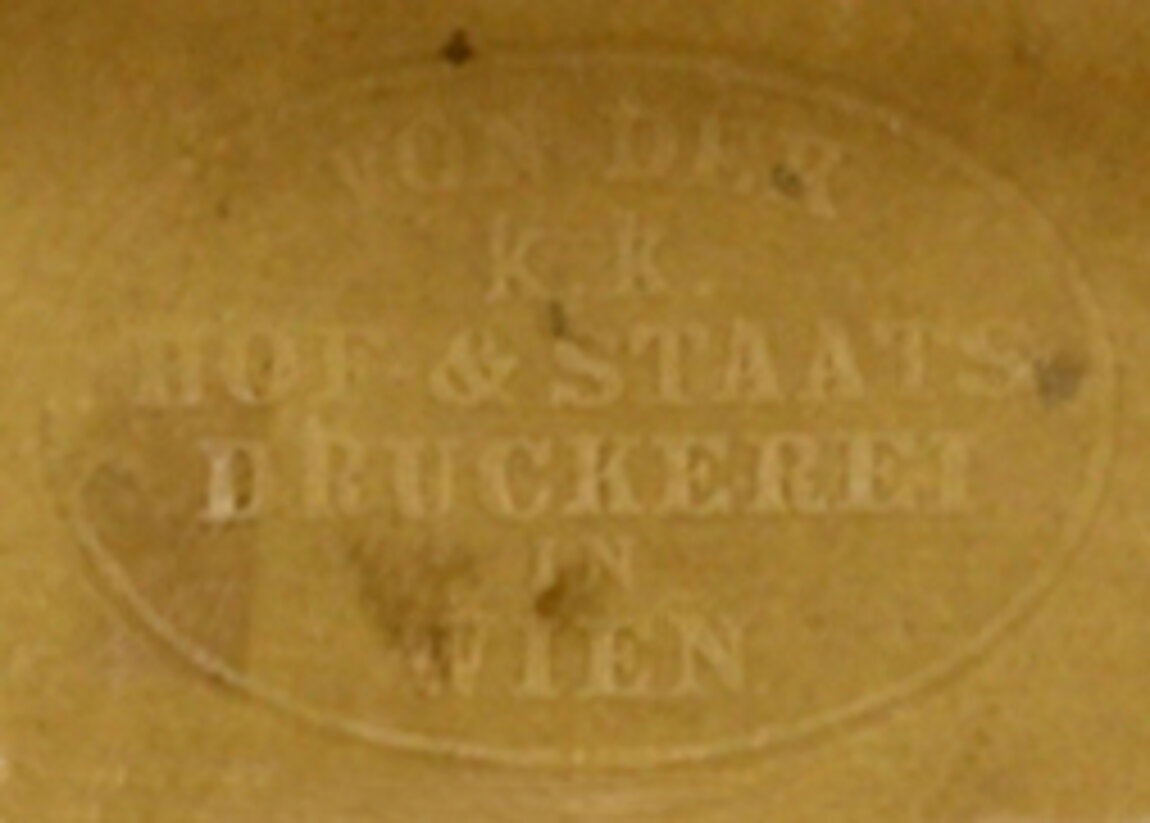 VON DER
K. K.
HOF & STAATS
DRUCKEREI
IN
WIEN